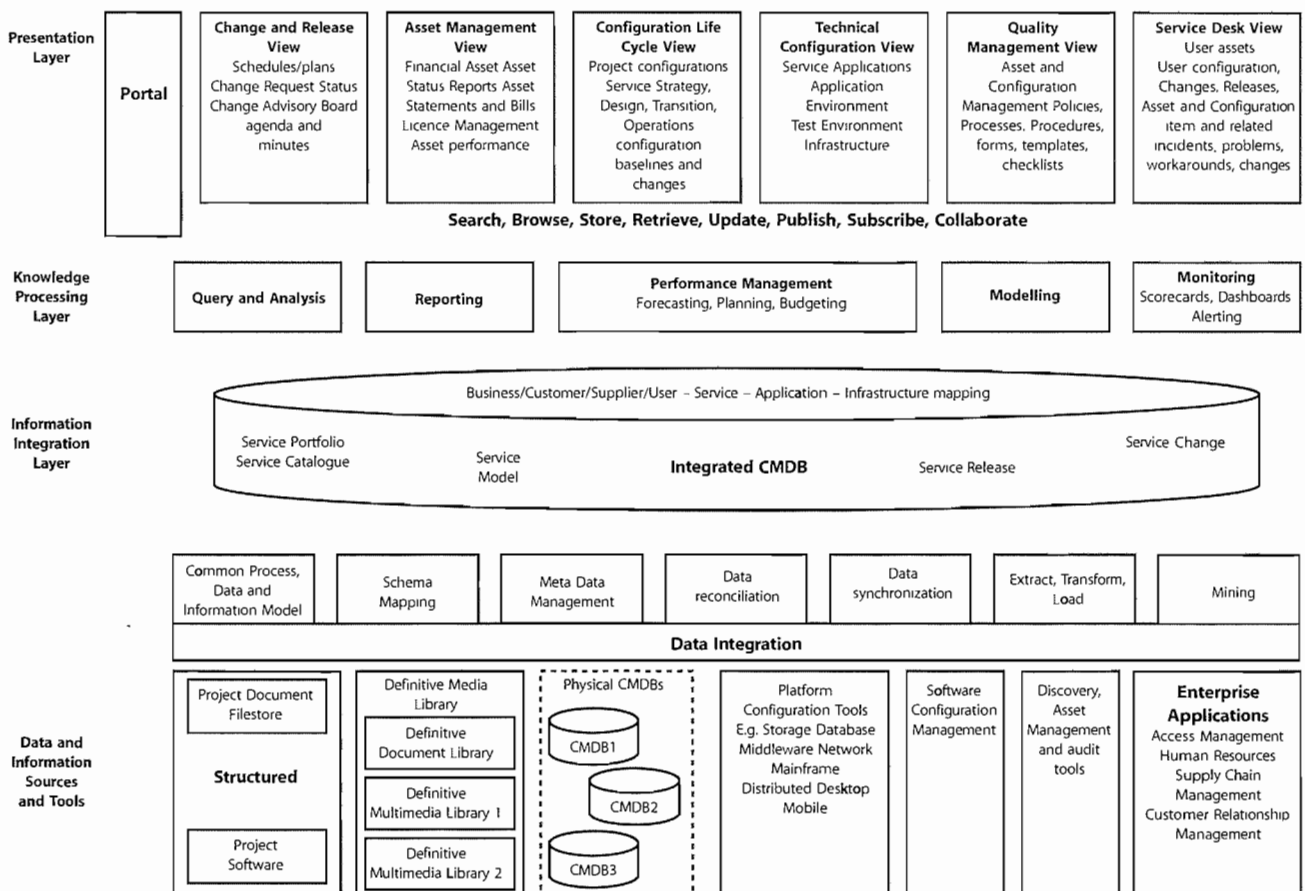 Presentation
Layer
Portal
Change and Release
View
Schedules/plans
Change Request Status
Change Advisory Board
agenda and
minutes
Asset Management
View
Financial Asset Asset
Status Reports Asset
Statements and Bills
Licence Management
Asset performance
Configuration Life
Cycle View
Project configurations
Service Strategy,
Design, Transition,
Operations
configuration
baselines and
changes
Technical
Configuration View
Service Applications
Application
Environment
Test Environment
Infrastructure
Quality
Management View
Asset and
Configuration
Management Policies,
Processes, Procedures,
forms, templates,
checklists
Service Desk View
User assets
User configuration,
Changes, Releases,
Asset and Configuration
item and related
incidents, problems,
workarounds, changes
Search, Browse, Store, Retrieve, Update, Publish, Subscribe, Collaborate
Knowledge
Processing
Layer
Query and Analysis
Reporting
Performance Management
Forecasting, Planning, Budgeting
Modelling
Monitoring
Scorecards, Dashboards
Alerting
Information
Integration
Layer
Business/Customer/Supplier/User – Service – Application – Infrastructure mapping
Service Portfolio
Service Catalogue
Service
Model
Integrated CMDB
Service Release
Service Change
Common Process,
Data and
Information Model
Schema
Mapping
Meta Data
Management
Data
reconciliation
Data
synchronization
Extract, Transform,
Load
Mining
Data Integration
Data and
Information
Sources
and Tools
Project Document
Filestore
Structured
Project
Software
Definitive Media
Library
Definitive
Document Library
Definitive
Multimedia Library 1
Definitive
Multimedia Library 2
Physical CMDBs
CMDB1
CMDB2
CMDB3
Platform
Configuration Tools
E.g. Storage Database
Middleware Network
Mainframe
Distributed Desktop
Mobile
Software
Configuration
Management
Discovery,
Asset
Management
and audit
tools
Enterprise
Applications
Access Management
Human Resources
Supply Chain
Management
Customer Relationship
Management